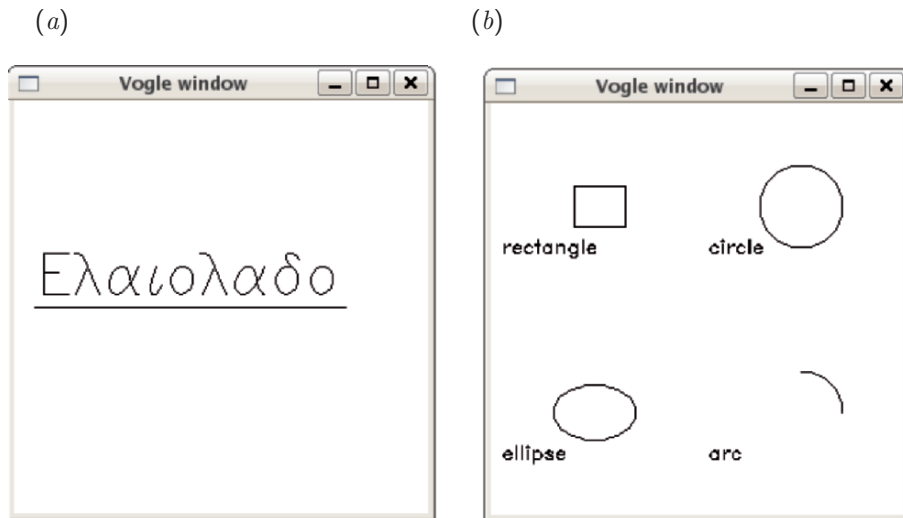 (a)
(b)
Vogle window
Vogle window
Ελαιολαδο
rectangle
circle
ellipse
arc